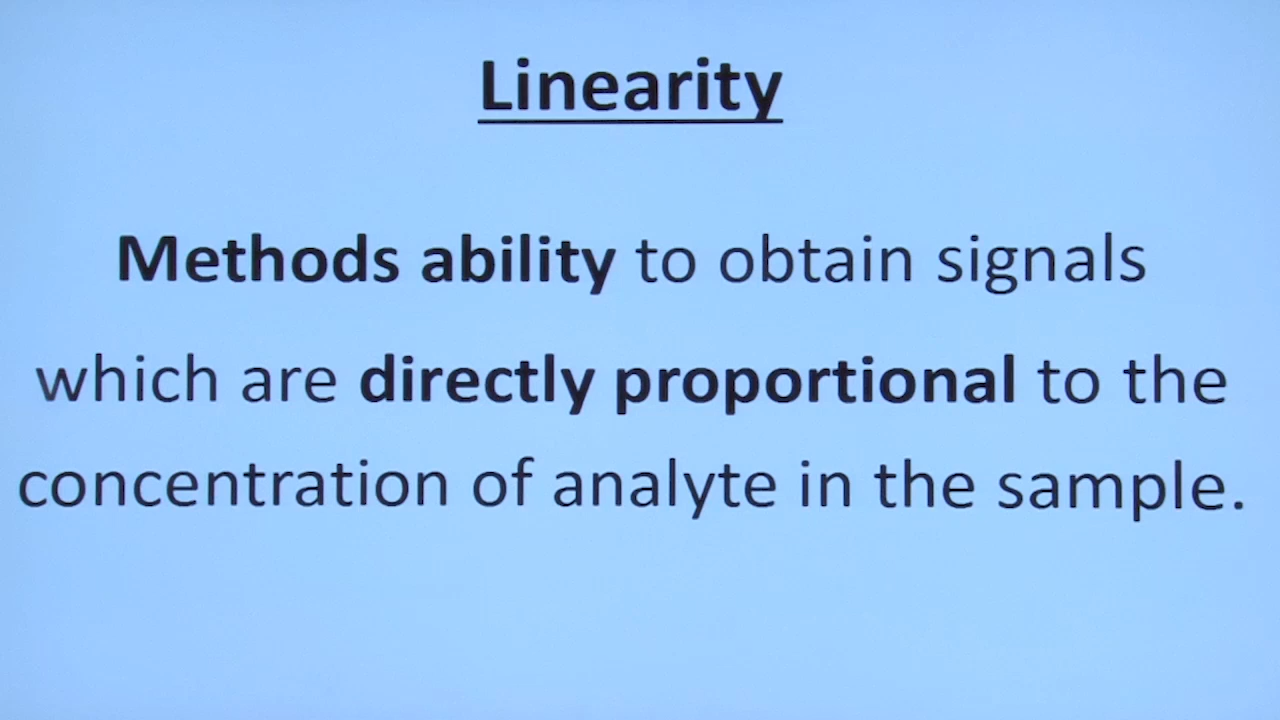 Linearity
Methods ability to obtain signals
which are directly proportional to the
concentration of analyte in the sample.